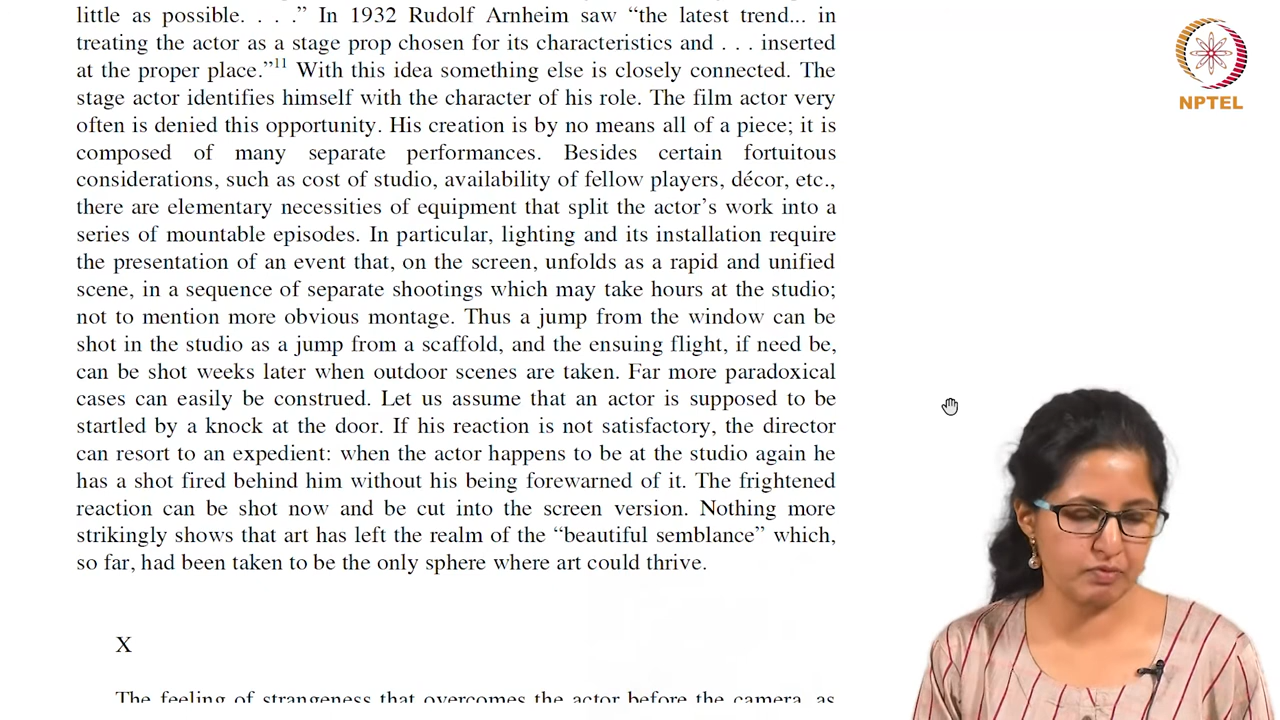 little as possible. . . .” In 1932 Rudolf Arnheim saw “the latest trend... in
treating the actor as a stage prop chosen for its characteristics and . . . inserted
at the proper place.”11 With this idea something else is closely connected. The
stage actor identifies himself with the character of his role. The film actor very
often is denied this opportunity. His creation is by no means all of a piece; it is
composed of many separate performances. Besides certain fortuitous
considerations, such as cost of studio, availability of fellow players, décor, etc.,
there are elementary necessities of equipment that split the actor’s work into a
series of mountable episodes. In particular, lighting and its installation require
the presentation of an event that, on the screen, unfolds as a rapid and unified
scene, in a sequence of separate shootings which may take hours at the studio;
not to mention more obvious montage. Thus a jump from the window can be
shot in the studio as a jump from a scaffold, and the ensuing flight, if need be,
can be shot weeks later when outdoor scenes are taken. Far more paradoxical
cases can easily be construed. Let us assume that an actor is supposed to be
startled by a knock at the door. If his reaction is not satisfactory, the director
can resort to an expedient: when the actor happens to be at the studio again he
has a shot fired behind him without his being forewarned of it. The frightened
reaction can be shot now and be cut into the screen version. Nothing more
strikingly shows that art has left the realm of the “beautiful semblance” which,
so far, had been taken to be the only sphere where art could thrive.
X
The feeling of strangeness that overcomes the actor before the camera, as
NPTEL